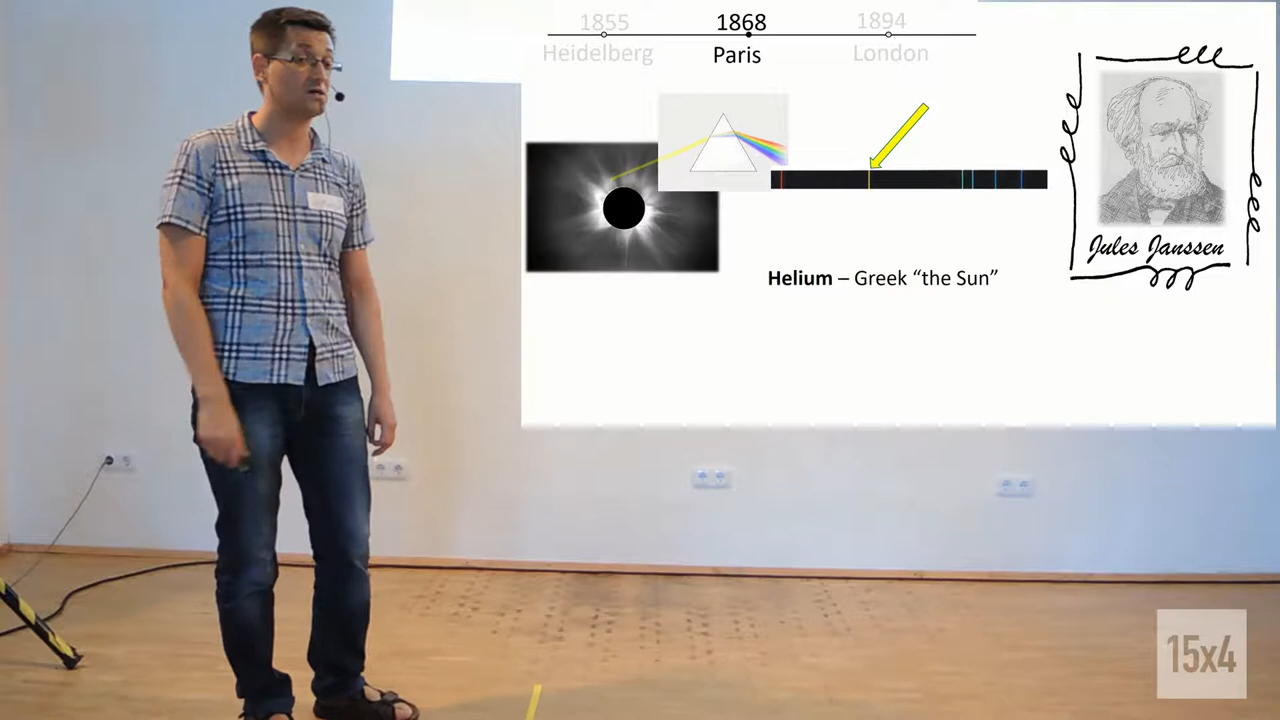 1855 1868 1894
Heidelberg Paris London
Jules Janssen
Helium – Greek “the Sun”
15x4